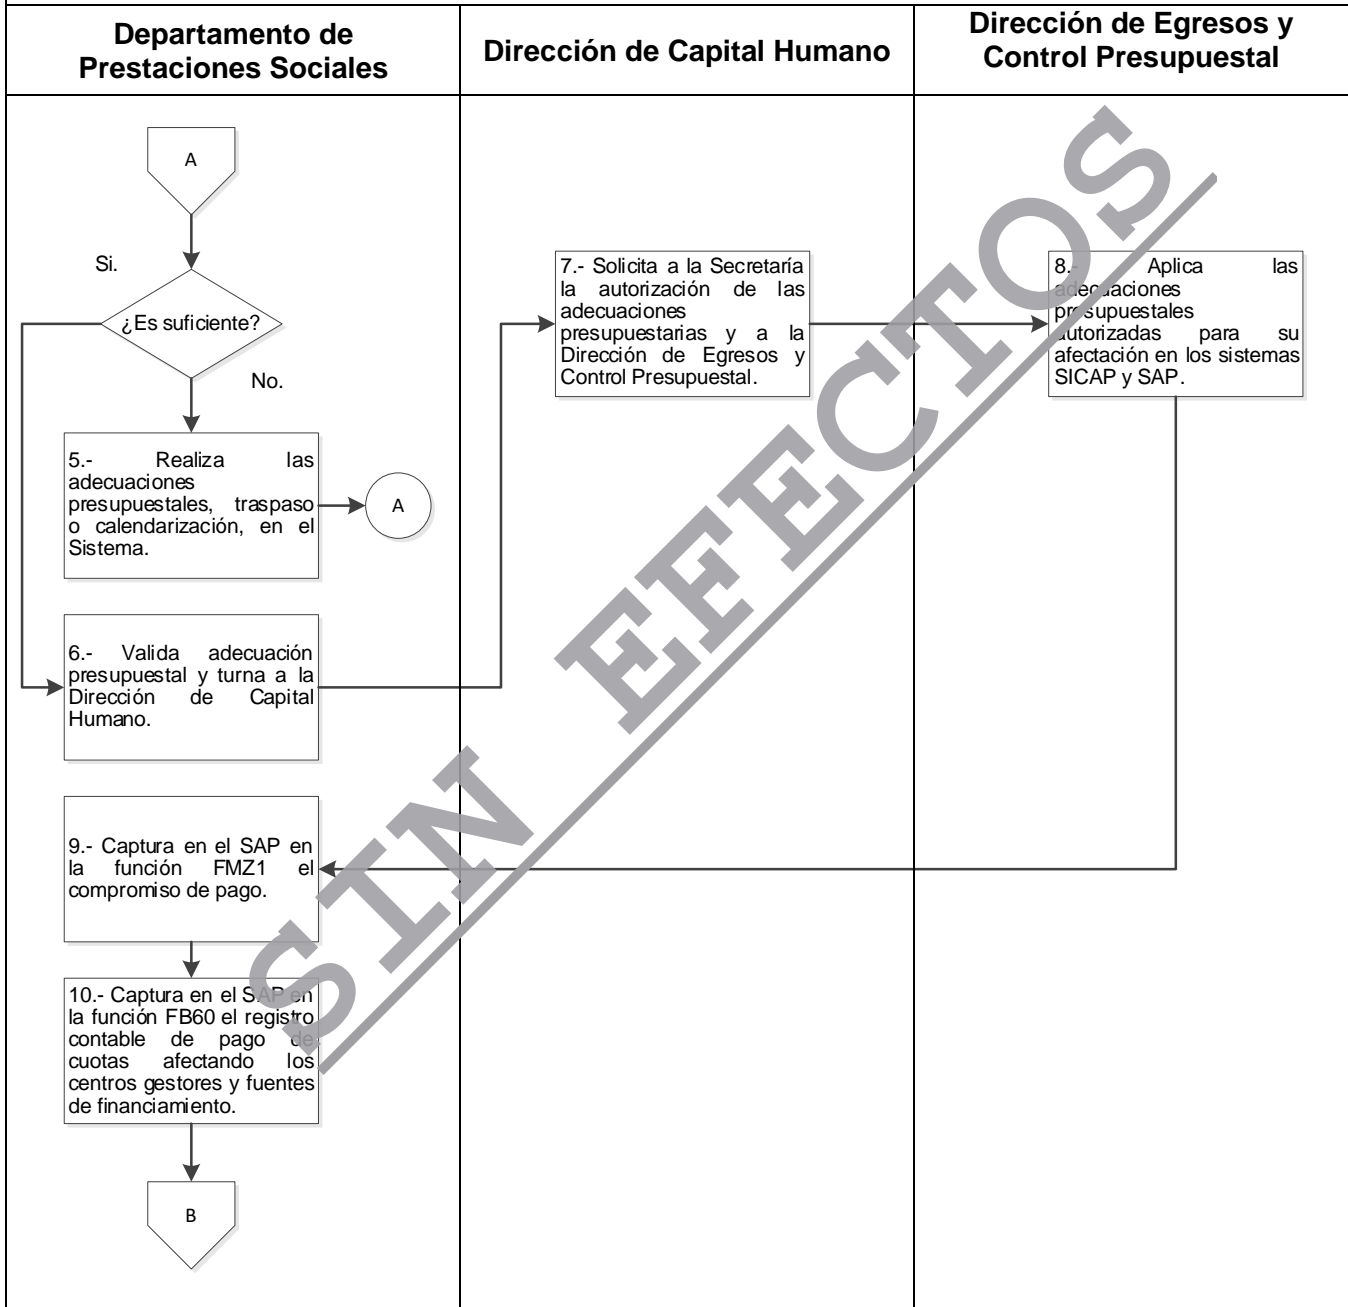 Departamento de
Prestaciones Sociales
Dirección de Capital Humano
Dirección de Egresos y
Control Presupuestal
A
Si.
¿Es suficiente?
No.
5.- Realiza las
adecuaciones
presupuestales, traspaso
o calendarización, en el
Sistema.
A
6.- Valida adecuación
presupuestal y turna a la
Dirección de Capital
Humano.
7.- Solicita a la Secretaría
la autorización de las
adecuaciones
presupuestarias y a la
Dirección de Egresos y
Control Presupuestal.
8.- Aplica las
adecuaciones
presupuestales
autorizadas para su
afectación en los sistemas
SICAP y SAP.
9.- Captura en el SAP en
la función FMZ1 el
compromiso de pago.
10.- Captura en el SAP en
la función FB60 el registro
contable de pago de
cuotas afectando los
centros gestores y fuentes
de financiamiento.
B
SIN EFECTOS